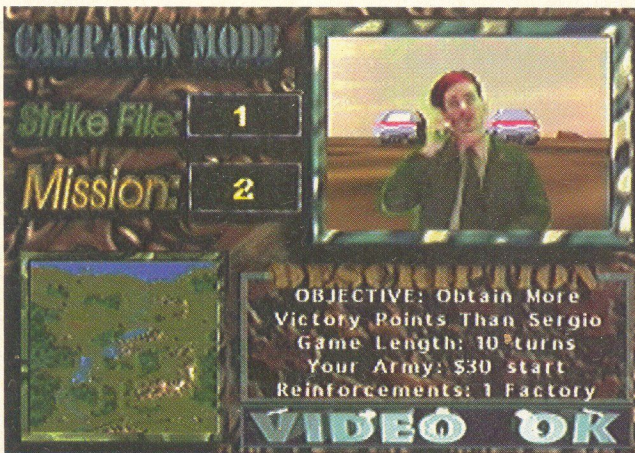 CAMPAIGN MODE
Strike File: 1
Mission: 2
DESCRIPTION
OBJECTIVE: Obtain More
Victory Points Than Sergio
Game Length: 10 turns
Your Army: $30 start
Reinforcements: 1 Factory
VIDEO OK